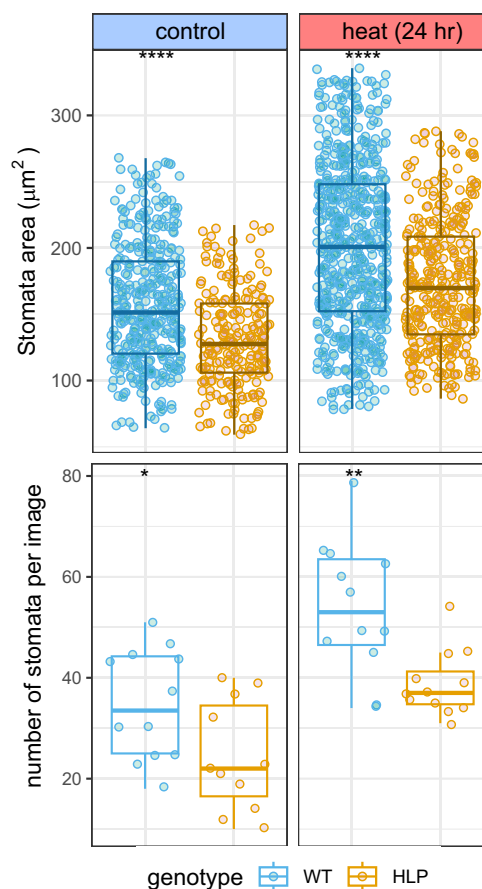 control heat (24 hr)
**** ****
Stomata area (μm²)
300
200
100
* **
number of stomata per image
80
60
40
20
genotype WT HLP